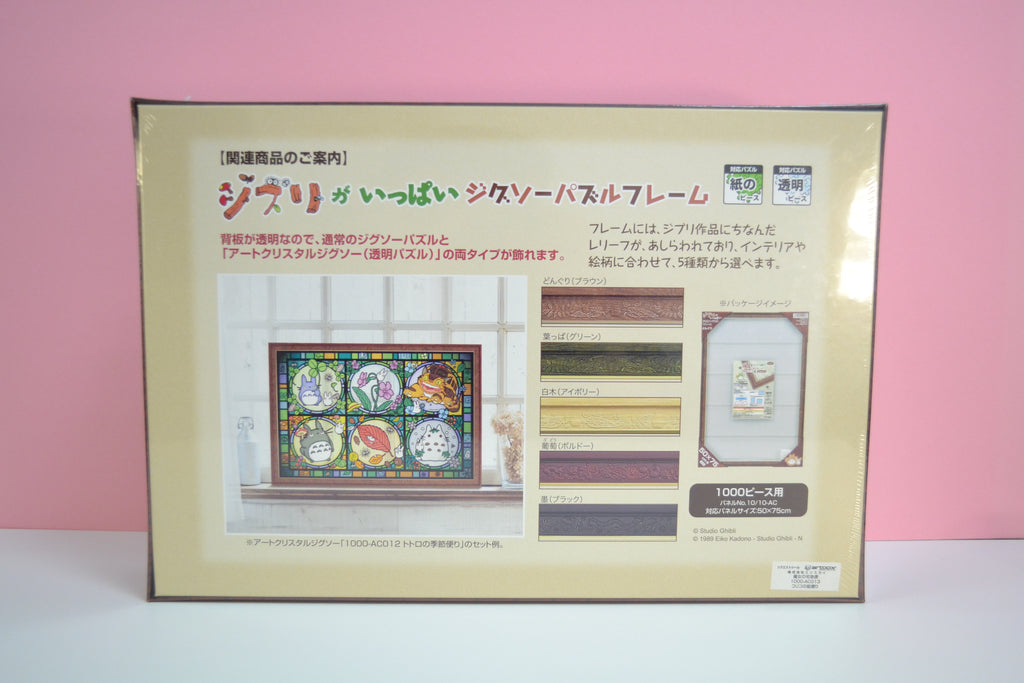 【関連商品のご案内】
ジブリがいっぱいジグソーパズルフレーム
対応パズル
紙の
ピース
対応パズル
透明
ピース
背板が透明なので、通常のジグソーパズルと
「アートクリスタルジグソー(透明パズル)」の両タイプが飾れます。
フレームには、ジブリ作品にちなんだ
レリーフが、あしらわれており、インテリアや
絵柄に合わせて、5種類から選べます。
どんぐり(ブラウン)
葉っぱ(グリーン)
白木(アイボリー)
葡萄(ボルドー)
墨(ブラック)
※パッケージイメージ
50×75
1000ピース用
パネルNo.10/10-AC
対応パネルサイズ:50×75cm
※アートクリスタルジグソー「1000-AC012 トトロの季節便り」のセット例。
© Studio Ghibli
© 1989 Eiko Kadono - Studio Ghibli - N
魔女の宅急便
1000-AC013